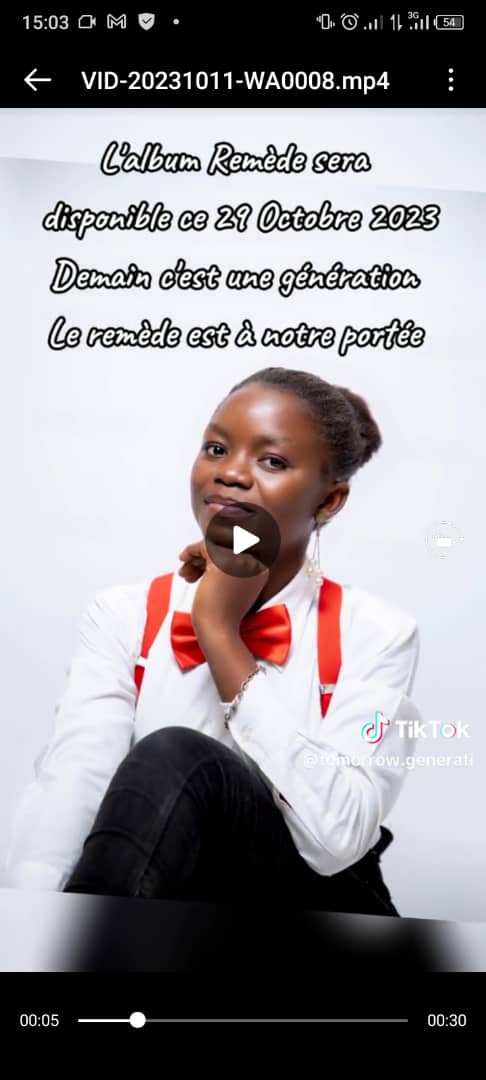 15:03
3G
54
VID-20231011-WA0008.mp4
L'album Remède sera
disponible ce 29 Octobre 2023
Demain c'est une génération
Le remède est à notre portée
TikTok
@tomorrow.generati
00:05
00:30